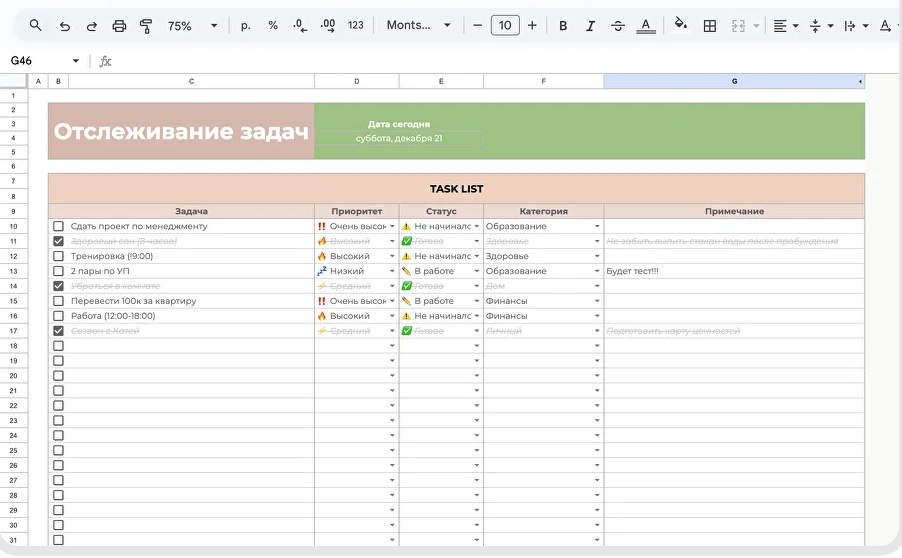 75% р. % .0 .00 123 Monts... 10 B I A A
G46 fx
A B C D E F G
1
2
3 Дата сегодня
Отслеживание задач
4 суббота, декабря 21
5
6
7
TASK LIST
8
9 Задача Приоритет Статус Категория Примечание
10 Сдать проект по менеджменту ‼️ Очень высок ⚠️ Не начиналс Образование
11 Здоровый сон (8 часов) 🔥 Высокий ✅ Готово Здоровье Не забыть выпить стакан воды после пробуждения
12 Тренировка (!9:00) 🔥 Высокий ⚠️ Не начиналс Здоровье
13 2 пары по УП 💤 Низкий ✏️ В работе Образование Будет тест!!!
14 Убраться в комнате ⚡ Средний ✅ Готово Дом
15 Перевести 100к за квартиру ‼️ Очень высок ✏️ В работе Финансы
16 Работа (12:00-18:00) 🔥 Высокий ⚠️ Не начиналс Финансы
17 Созвон с Катей ⚡ Средний ✅ Готово Личный Подготовить карту ценностей
18
19
20
21
22
23
24
25
26
27
28
29
30
31